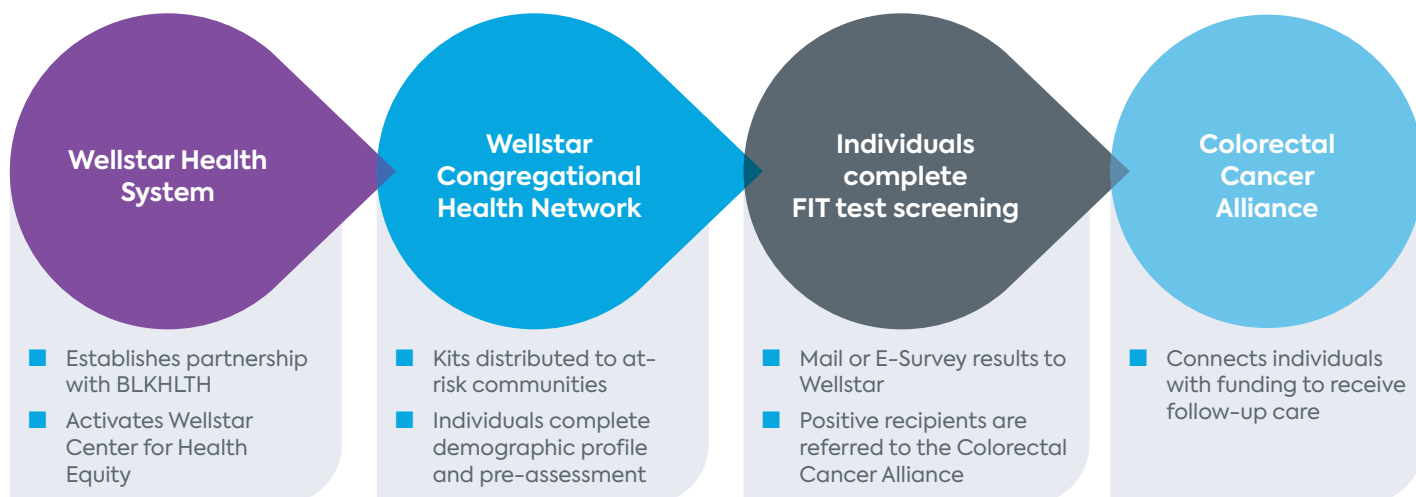 Wellstar Health
System
Establishes partnership
with BLKHLTH
Activates Wellstar
Center for Health
Equity
Wellstar
Congregational
Health Network
Kits distributed to at-
risk communities
Individuals complete
demographic profile
and pre-assessment
Individuals
complete
FIT test screening
Mail or E-Survey results to
Wellstar
Positive recipients are
referred to the Colorectal
Cancer Alliance
Colorectal
Cancer
Alliance
Connects individuals
with funding to receive
follow-up care